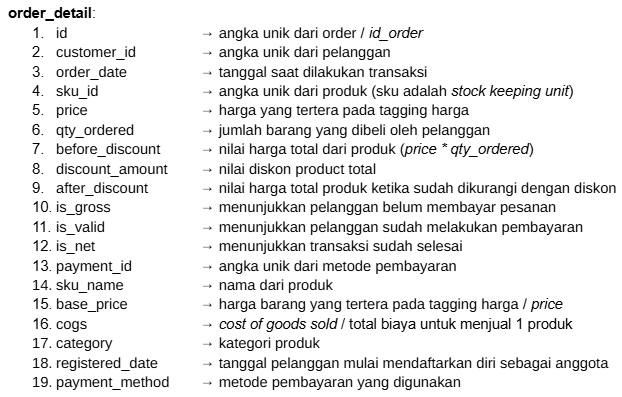 order_detail:
1. id → angka unik dari order / id_order
2. customer_id → angka unik dari pelanggan
3. order_date → tanggal saat dilakukan transaksi
4. sku_id → angka unik dari produk (sku adalah stock keeping unit)
5. price → harga yang tertera pada tagging harga
6. qty_ordered → jumlah barang yang dibeli oleh pelanggan
7. before_discount → nilai harga total dari produk (price * qty_ordered)
8. discount_amount → nilai diskon product total
9. after_discount → nilai harga total produk ketika sudah dikurangi dengan diskon
10. is_gross → menunjukkan pelanggan belum membayar pesanan
11. is_valid → menunjukkan pelanggan sudah melakukan pembayaran
12. is_net → menunjukkan transaksi sudah selesai
13. payment_id → angka unik dari metode pembayaran
14. sku_name → nama dari produk
15. base_price → harga barang yang tertera pada tagging harga / price
16. cogs → cost of goods sold / total biaya untuk menjual 1 produk
17. category → kategori produk
18. registered_date → tanggal pelanggan mulai mendaftarkan diri sebagai anggota
19. payment_method → metode pembayaran yang digunakan